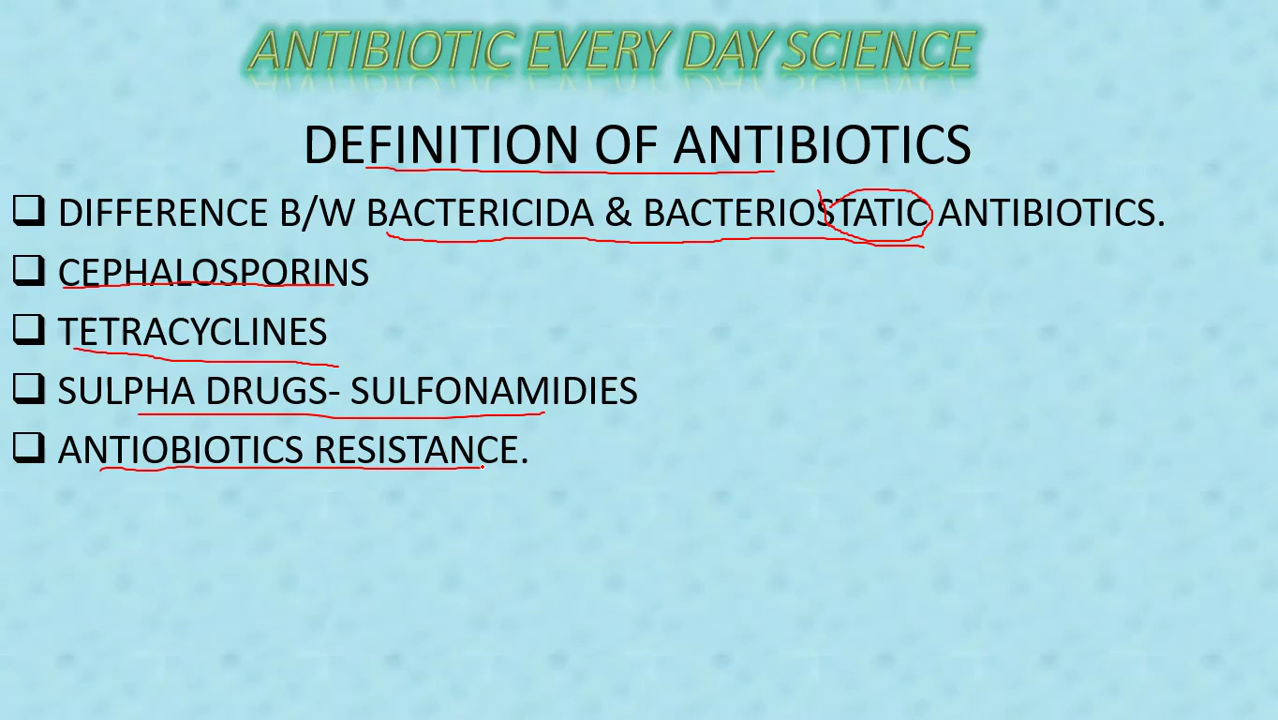 ANTIBIOTIC EVERY DAY SCIENCE
DEFINITION OF ANTIBIOTICS
DIFFERENCE B/W BACTERICIDA & BACTERIOSTATIC ANTIBIOTICS.
CEPHALOSPORINS
TETRACYCLINES
SULPHA DRUGS- SULFONAMIDIES
ANTIOBIOTICS RESISTANCE.